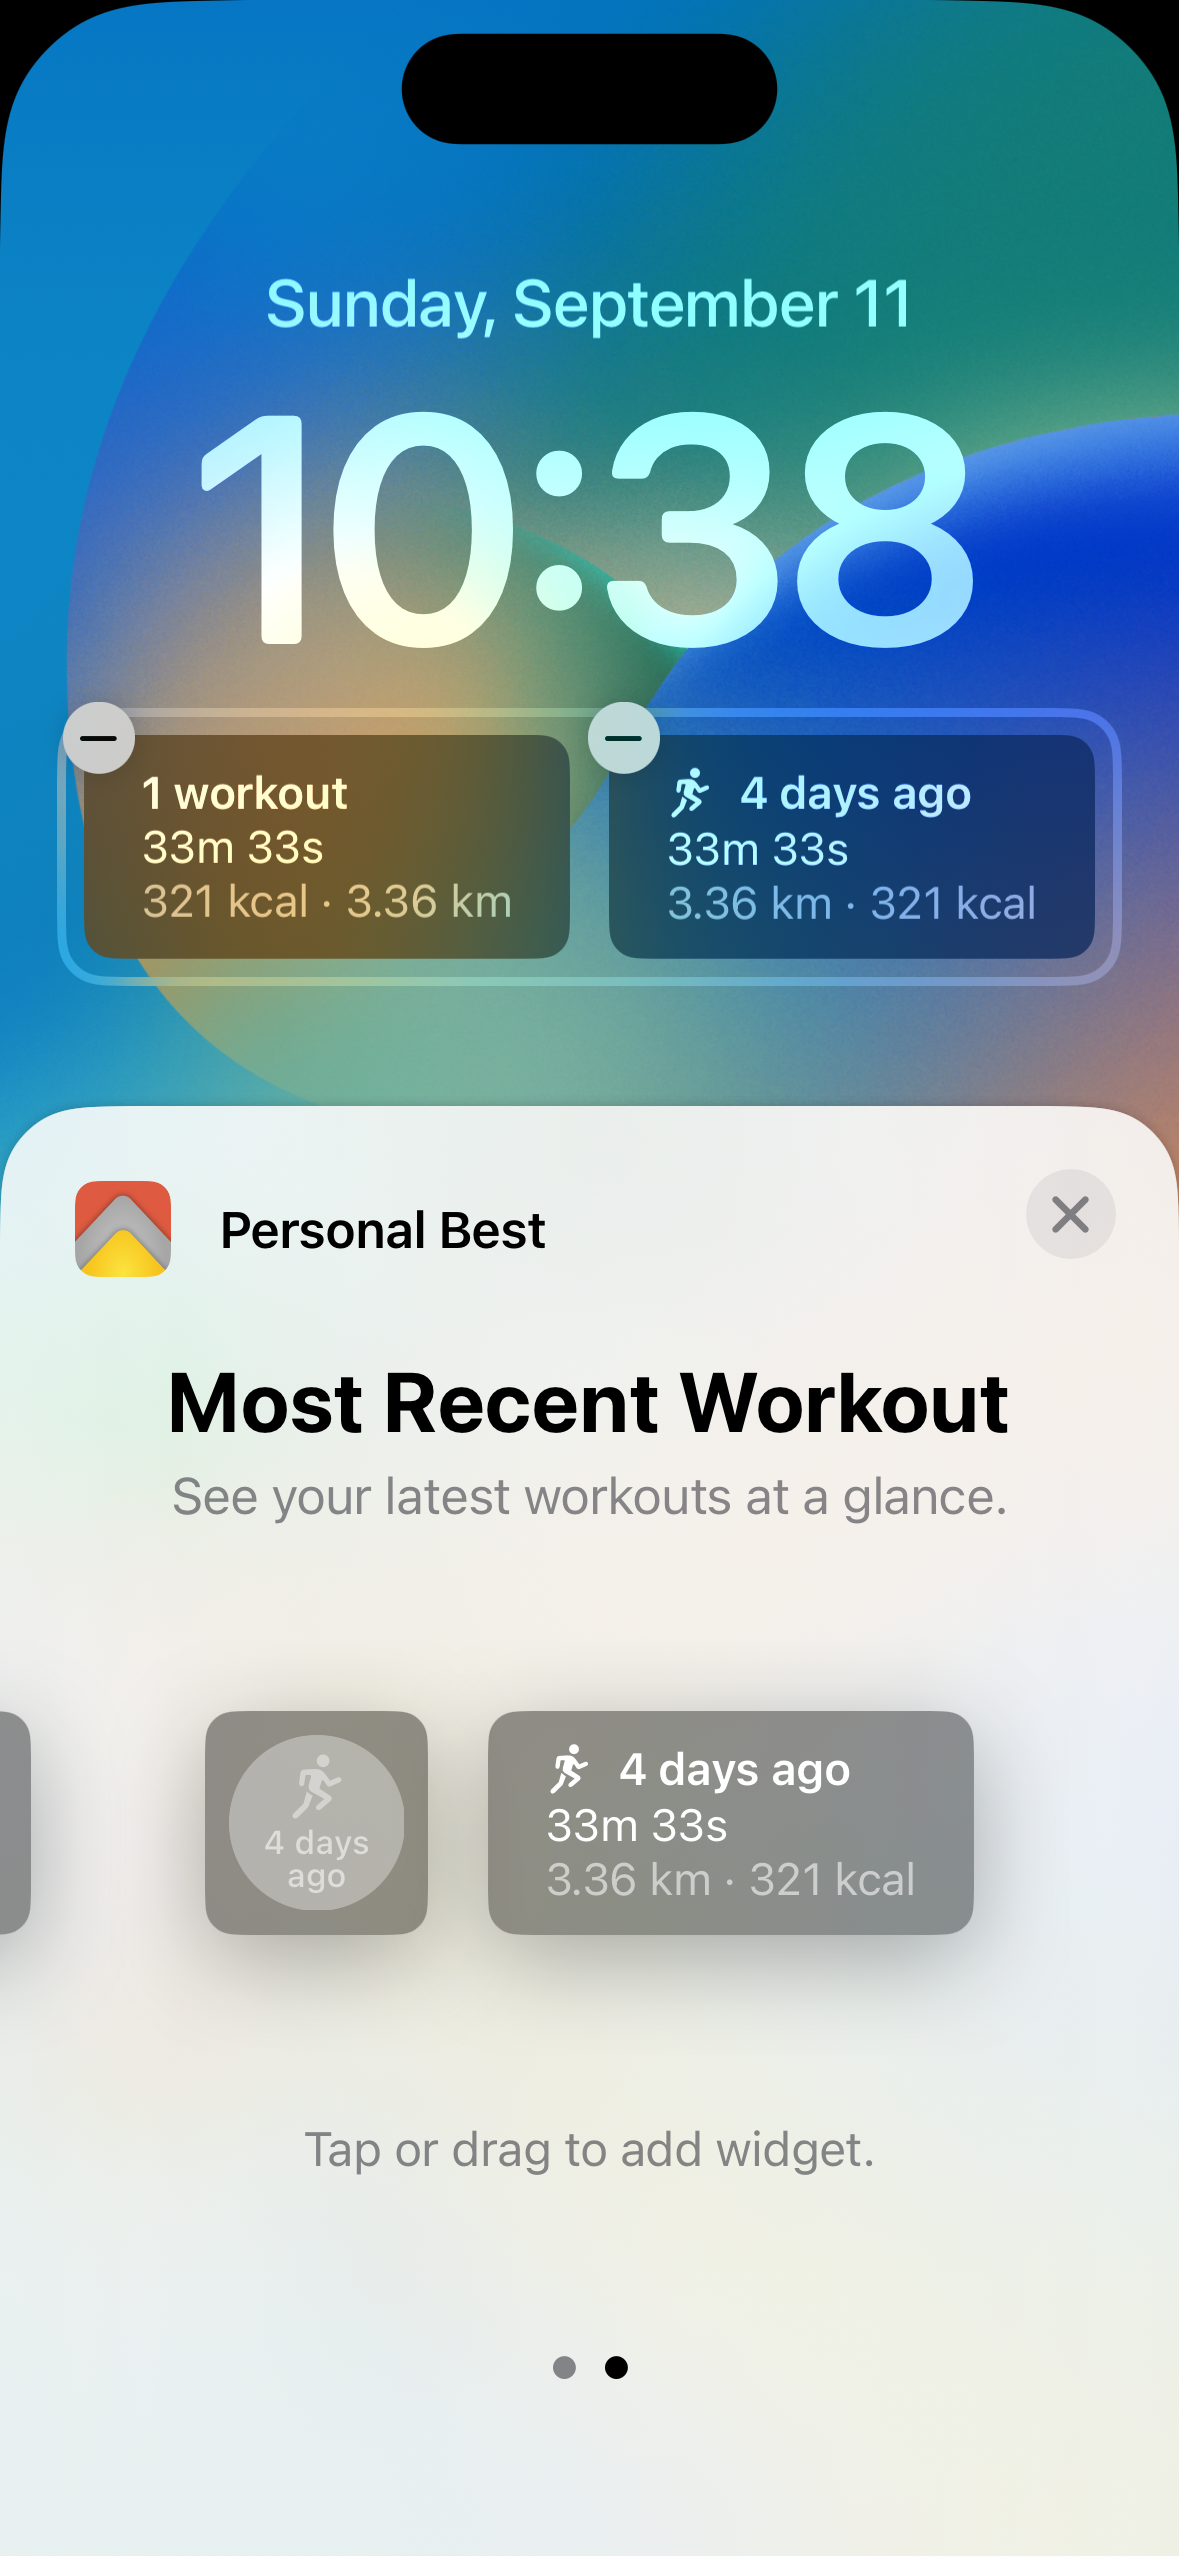 Sunday, September 11
10:38
1 workout
33m 33s
321 kcal · 3.36 km
4 days ago
33m 33s
3.36 km · 321 kcal
Personal Best
Most Recent Workout
See your latest workouts at a glance.
4 days
ago
4 days ago
33m 33s
3.36 km · 321 kcal
Tap or drag to add widget.